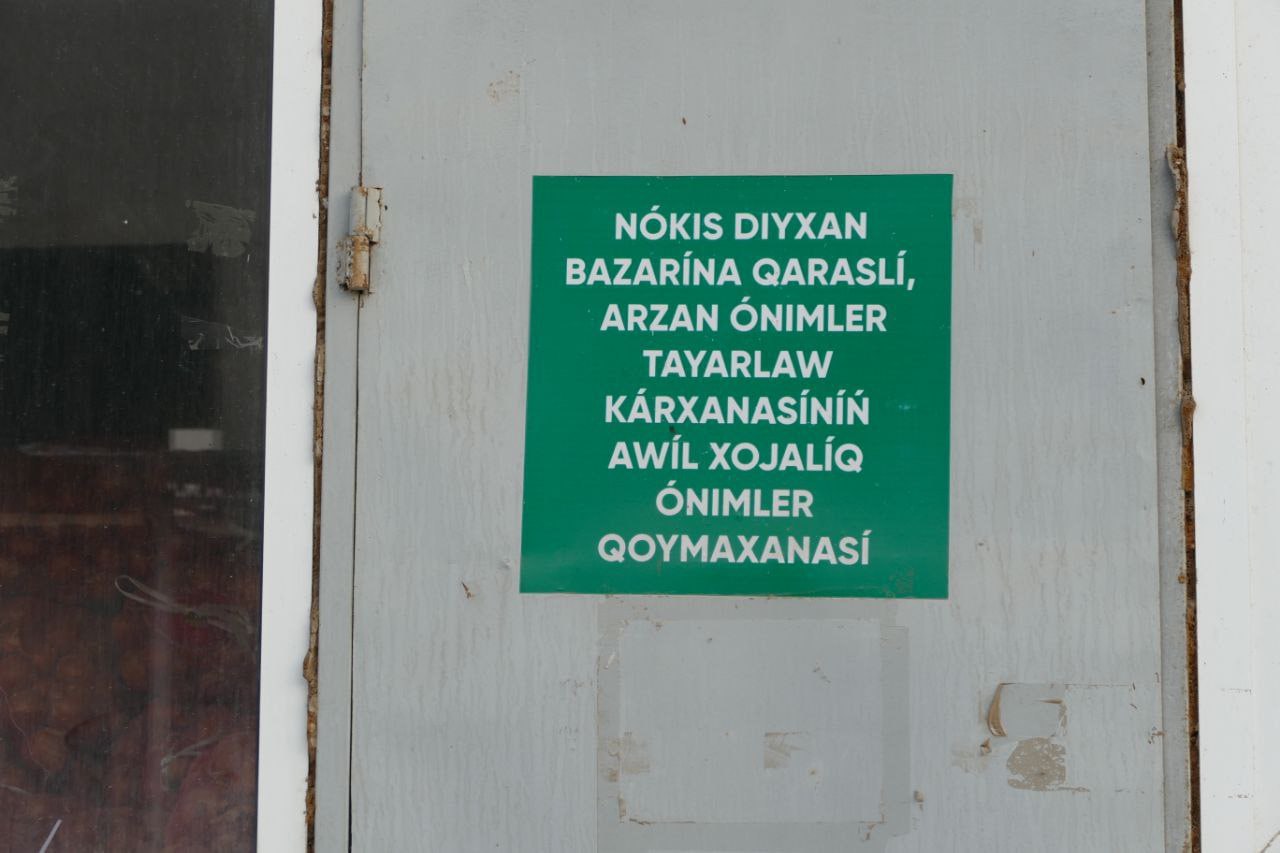 NÓKIS DIYXAN
BAZARÍNA QARASLÍ,
ARZAN ÓNIMLER
TAYARLAW
KÁRXANASÍNÍŃ
AWÍL XOJALÍQ
ÓNIMLER
QOYMAXANASÍ